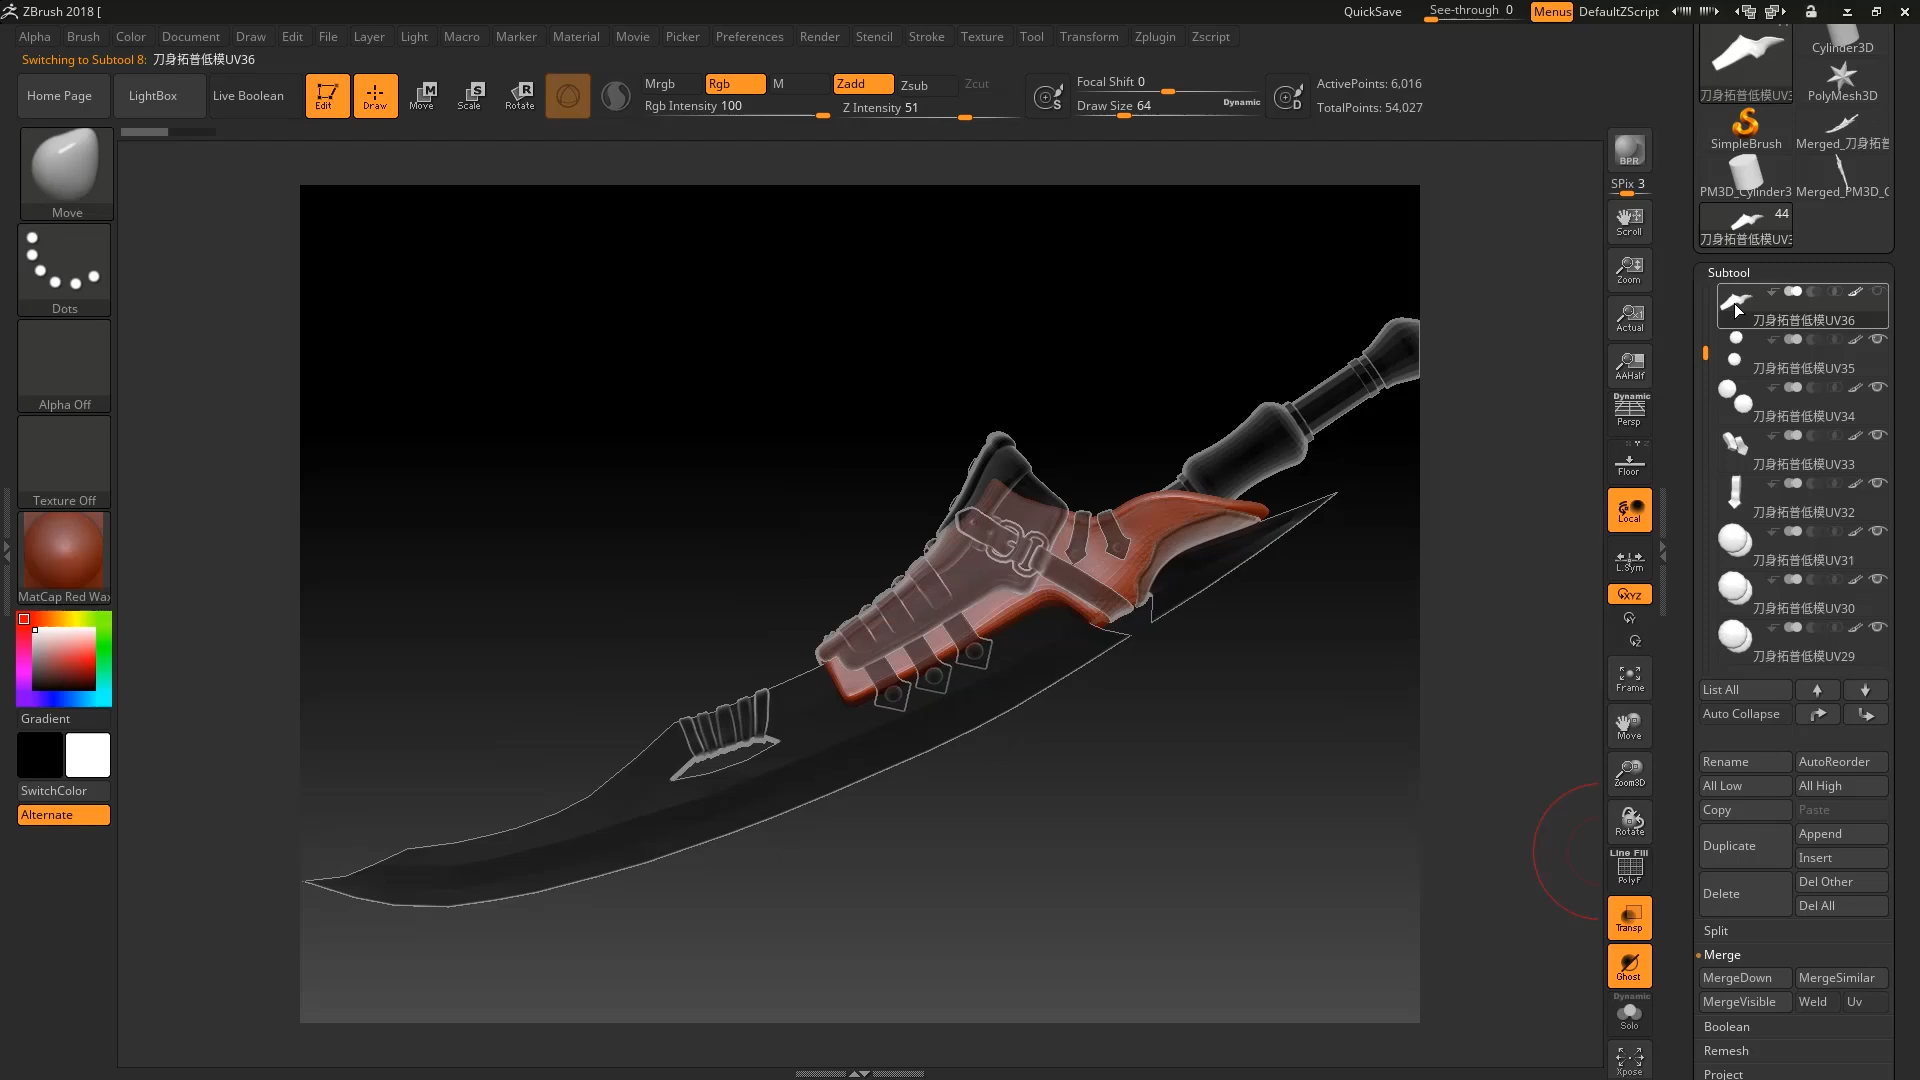 ZBrush 2018 [
QuickSave
See-through 0
Menus
DefaultZScript
Alpha Brush Color Document Draw Edit File Layer Light Macro Marker Material Movie Picker Preferences Render Stencil Stroke Texture Tool Transform Zplugin Zscript
Switching to Subtool 8: 刀身拓普低模UV36
Home Page
LightBox
Live Boolean
Edit
Draw
Move
Scale
Rotate
Mrgb
Rgb
M
Rgb Intensity 100
Zadd
Zsub
Zcut
Z Intensity 51
S
Focal Shift 0
Draw Size 64
Dynamic
D
ActivePoints: 6,016
TotalPoints: 54,027
Move
Dots
Alpha Off
Texture Off
MatCap Red Wax
Gradient
SwitchColor
Alternate
BPR
SPix 3
Scroll
Zoom
Actual
AAHalf
Dynamic
Persp
Floor
Local
L.Sym
XYZ
Y
Z
Frame
Move
Zoom3D
Rotate
Line Fill
PolyF
Transp
Ghost
Dynamic
Solo
Xpose
Cylinder3D
刀身拓普低模UV3
PolyMesh3D
SimpleBrush
Merged_刀身拓普
PM3D_Cylinder3
Merged_PM3D_C
44
刀身拓普低模UV3
Subtool
刀身拓普低模UV36
刀身拓普低模UV35
刀身拓普低模UV34
刀身拓普低模UV33
刀身拓普低模UV32
刀身拓普低模UV31
刀身拓普低模UV30
刀身拓普低模UV29
List All
Auto Collapse
Rename
AutoReorder
All Low
All High
Copy
Paste
Duplicate
Append
Insert
Delete
Del Other
Del All
Split
Merge
MergeDown
MergeSimilar
MergeVisible
Weld
Uv
Boolean
Remesh
Project